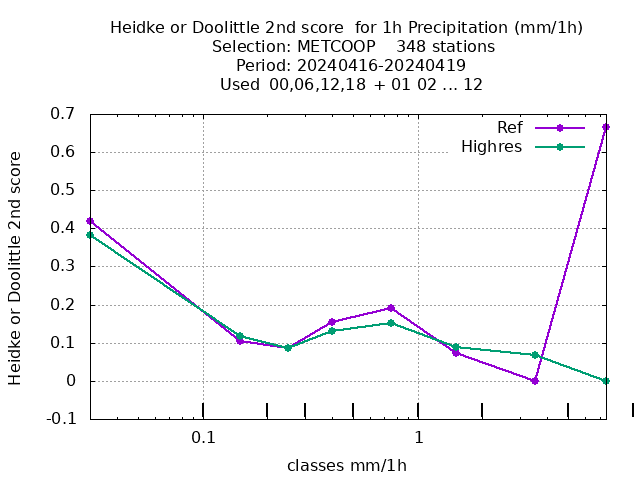 Heidke or Doolittle 2nd score  for 1h Precipitation (mm/1h)
Selection: METCOOP    348 stations
Period: 20240416-20240419
Used  00,06,12,18  + 01 02 ... 12
Ref
Highres
0.7
0.6
0.5
0.4
0.3
0.2
0.1
0
-0.1
Heidke or Doolittle 2nd score
0.1
1
classes mm/1h